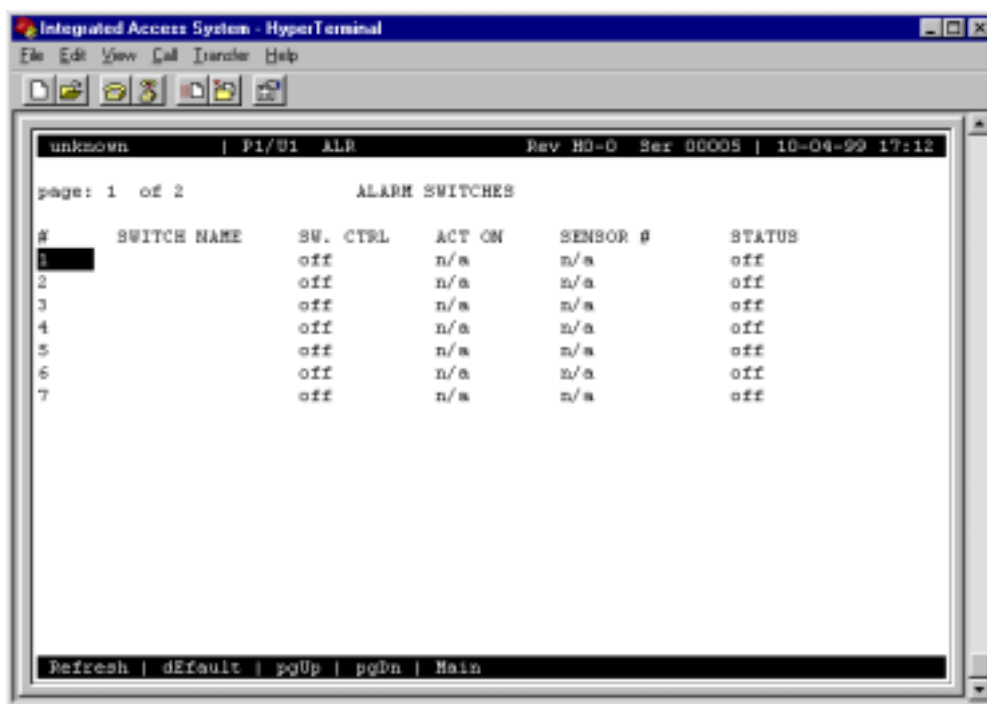 Integrated Access System - HyperTerminal
File Edit View Call Transfer Help
unknown | P1/U1 ALR Rev H0-0 Ser 00005 | 10-04-99 17:12
page: 1 of 2 ALARM SWITCHES
# SWITCH NAME SW. CTRL ACT ON SENSOR # STATUS
1 off n/a n/a off
2 off n/a n/a off
3 off n/a n/a off
4 off n/a n/a off
5 off n/a n/a off
6 off n/a n/a off
7 off n/a n/a off
Refresh | dEfault | pgUp | pgDn | Main